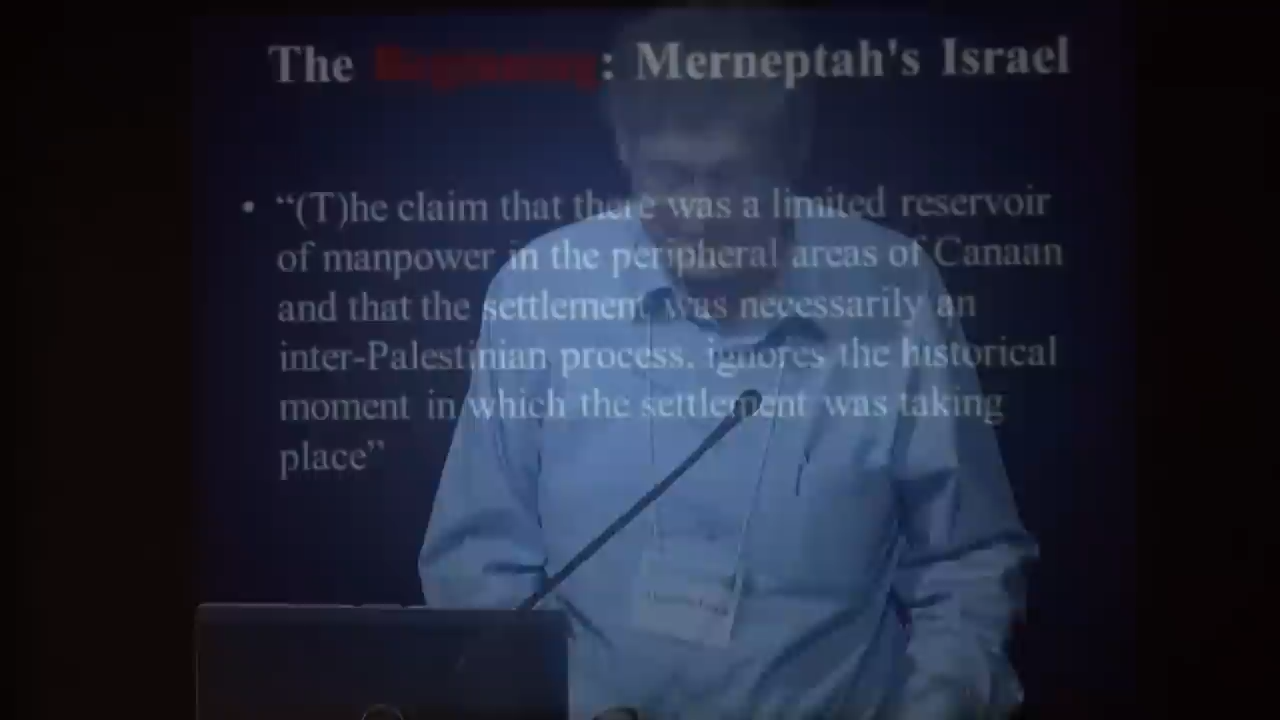 The Beginning: Merneptah's Israel
• “(T)he claim that there was a limited reservoir
of manpower in the peripheral areas of Canaan
and that the settlement was necessarily an
inter-Palestinian process, ignores the historical
moment in which the settlement was taking
place”